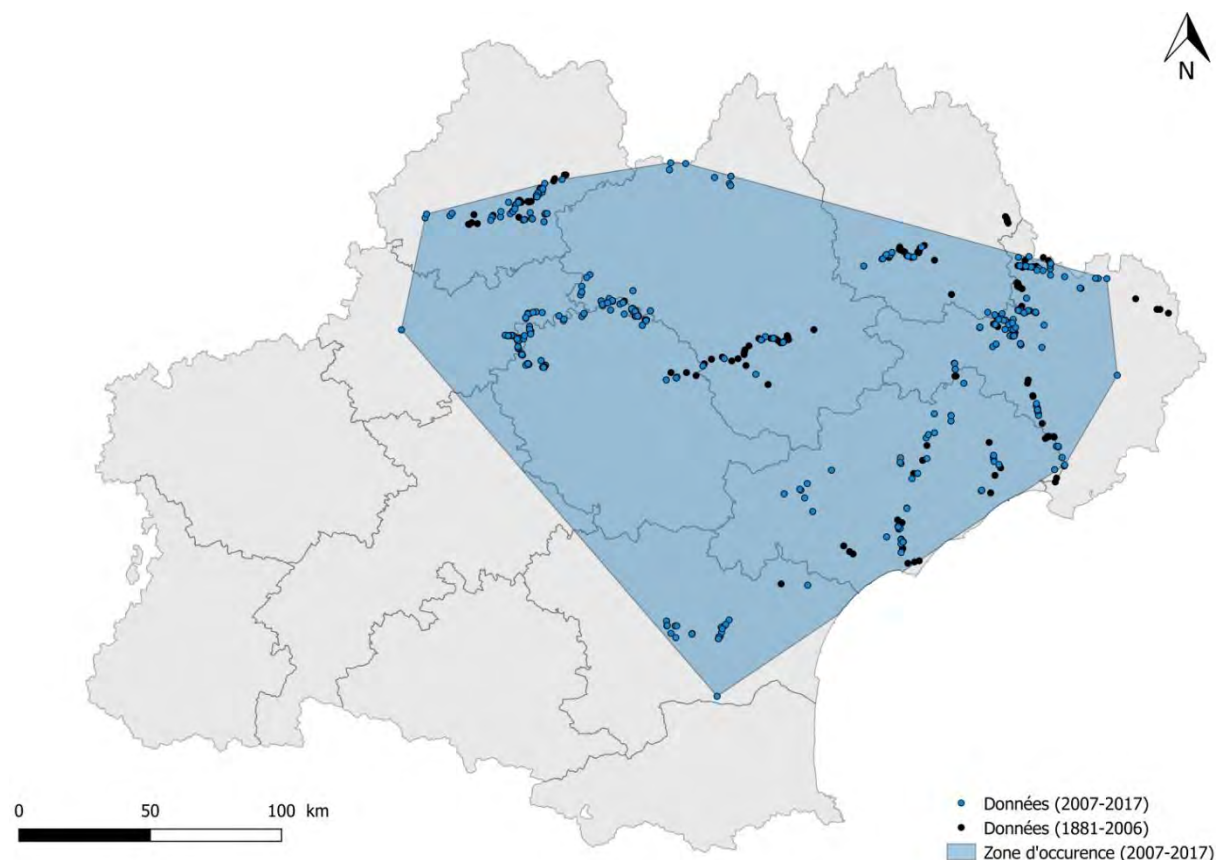 N
0 50 100 km
Données (2007-2017)
Données (1881-2006)
Zone d'occurence (2007-2017)